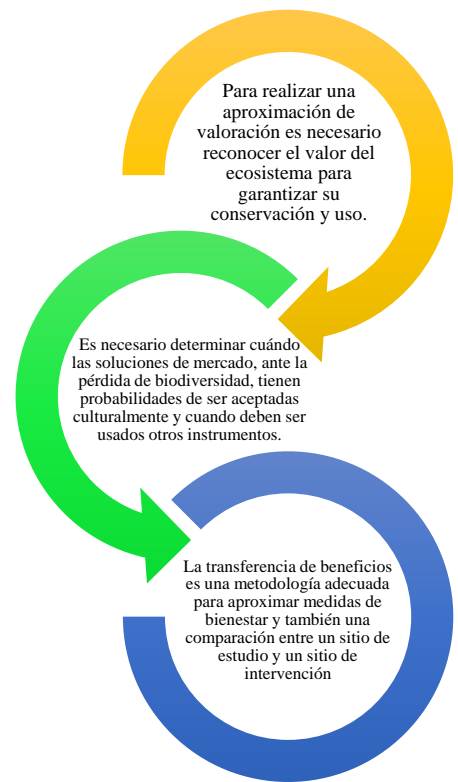 Para realizar una
aproximación de
valoración es necesario
reconocer el valor del
ecosistema para
garantizar su
conservación y uso.
Es necesario determinar cuándo
las soluciones de mercado, ante la
pérdida de biodiversidad, tienen
probabilidades de ser aceptadas
culturalmente y cuando deben ser
usados otros instrumentos.
La transferencia de beneficios
es una metodología adecuada
para aproximar medidas de
bienestar y también una
comparación entre un sitio de
estudio y un sitio de
intervención